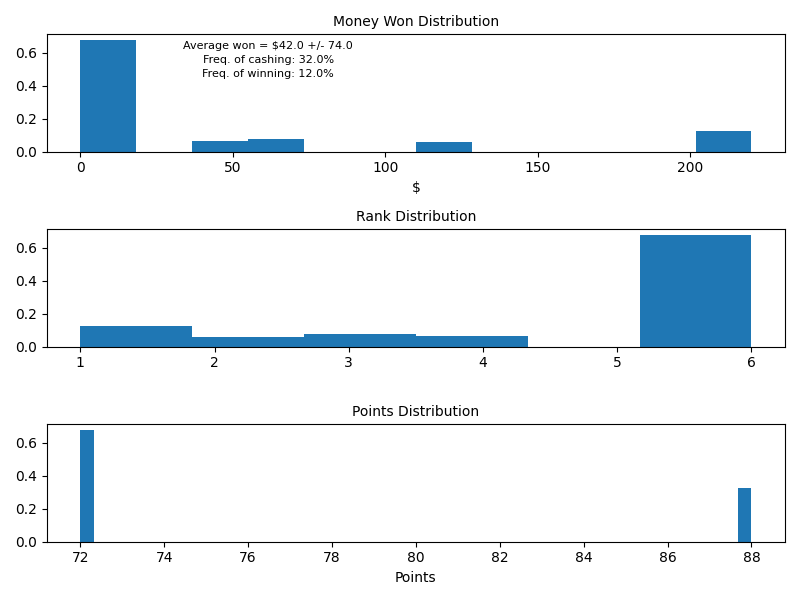 Money Won Distribution
Average won = $42.0 +/- 74.0
Freq. of cashing: 32.0%
Freq. of winning: 12.0%
0.6
0.4
0.2
0.0
0 50 100 150 200
$
Rank Distribution
0.6
0.4
0.2
0.0
1 2 3 4 5 6
Points Distribution
0.6
0.4
0.2
0.0
72 74 76 78 80 82 84 86 88
Points